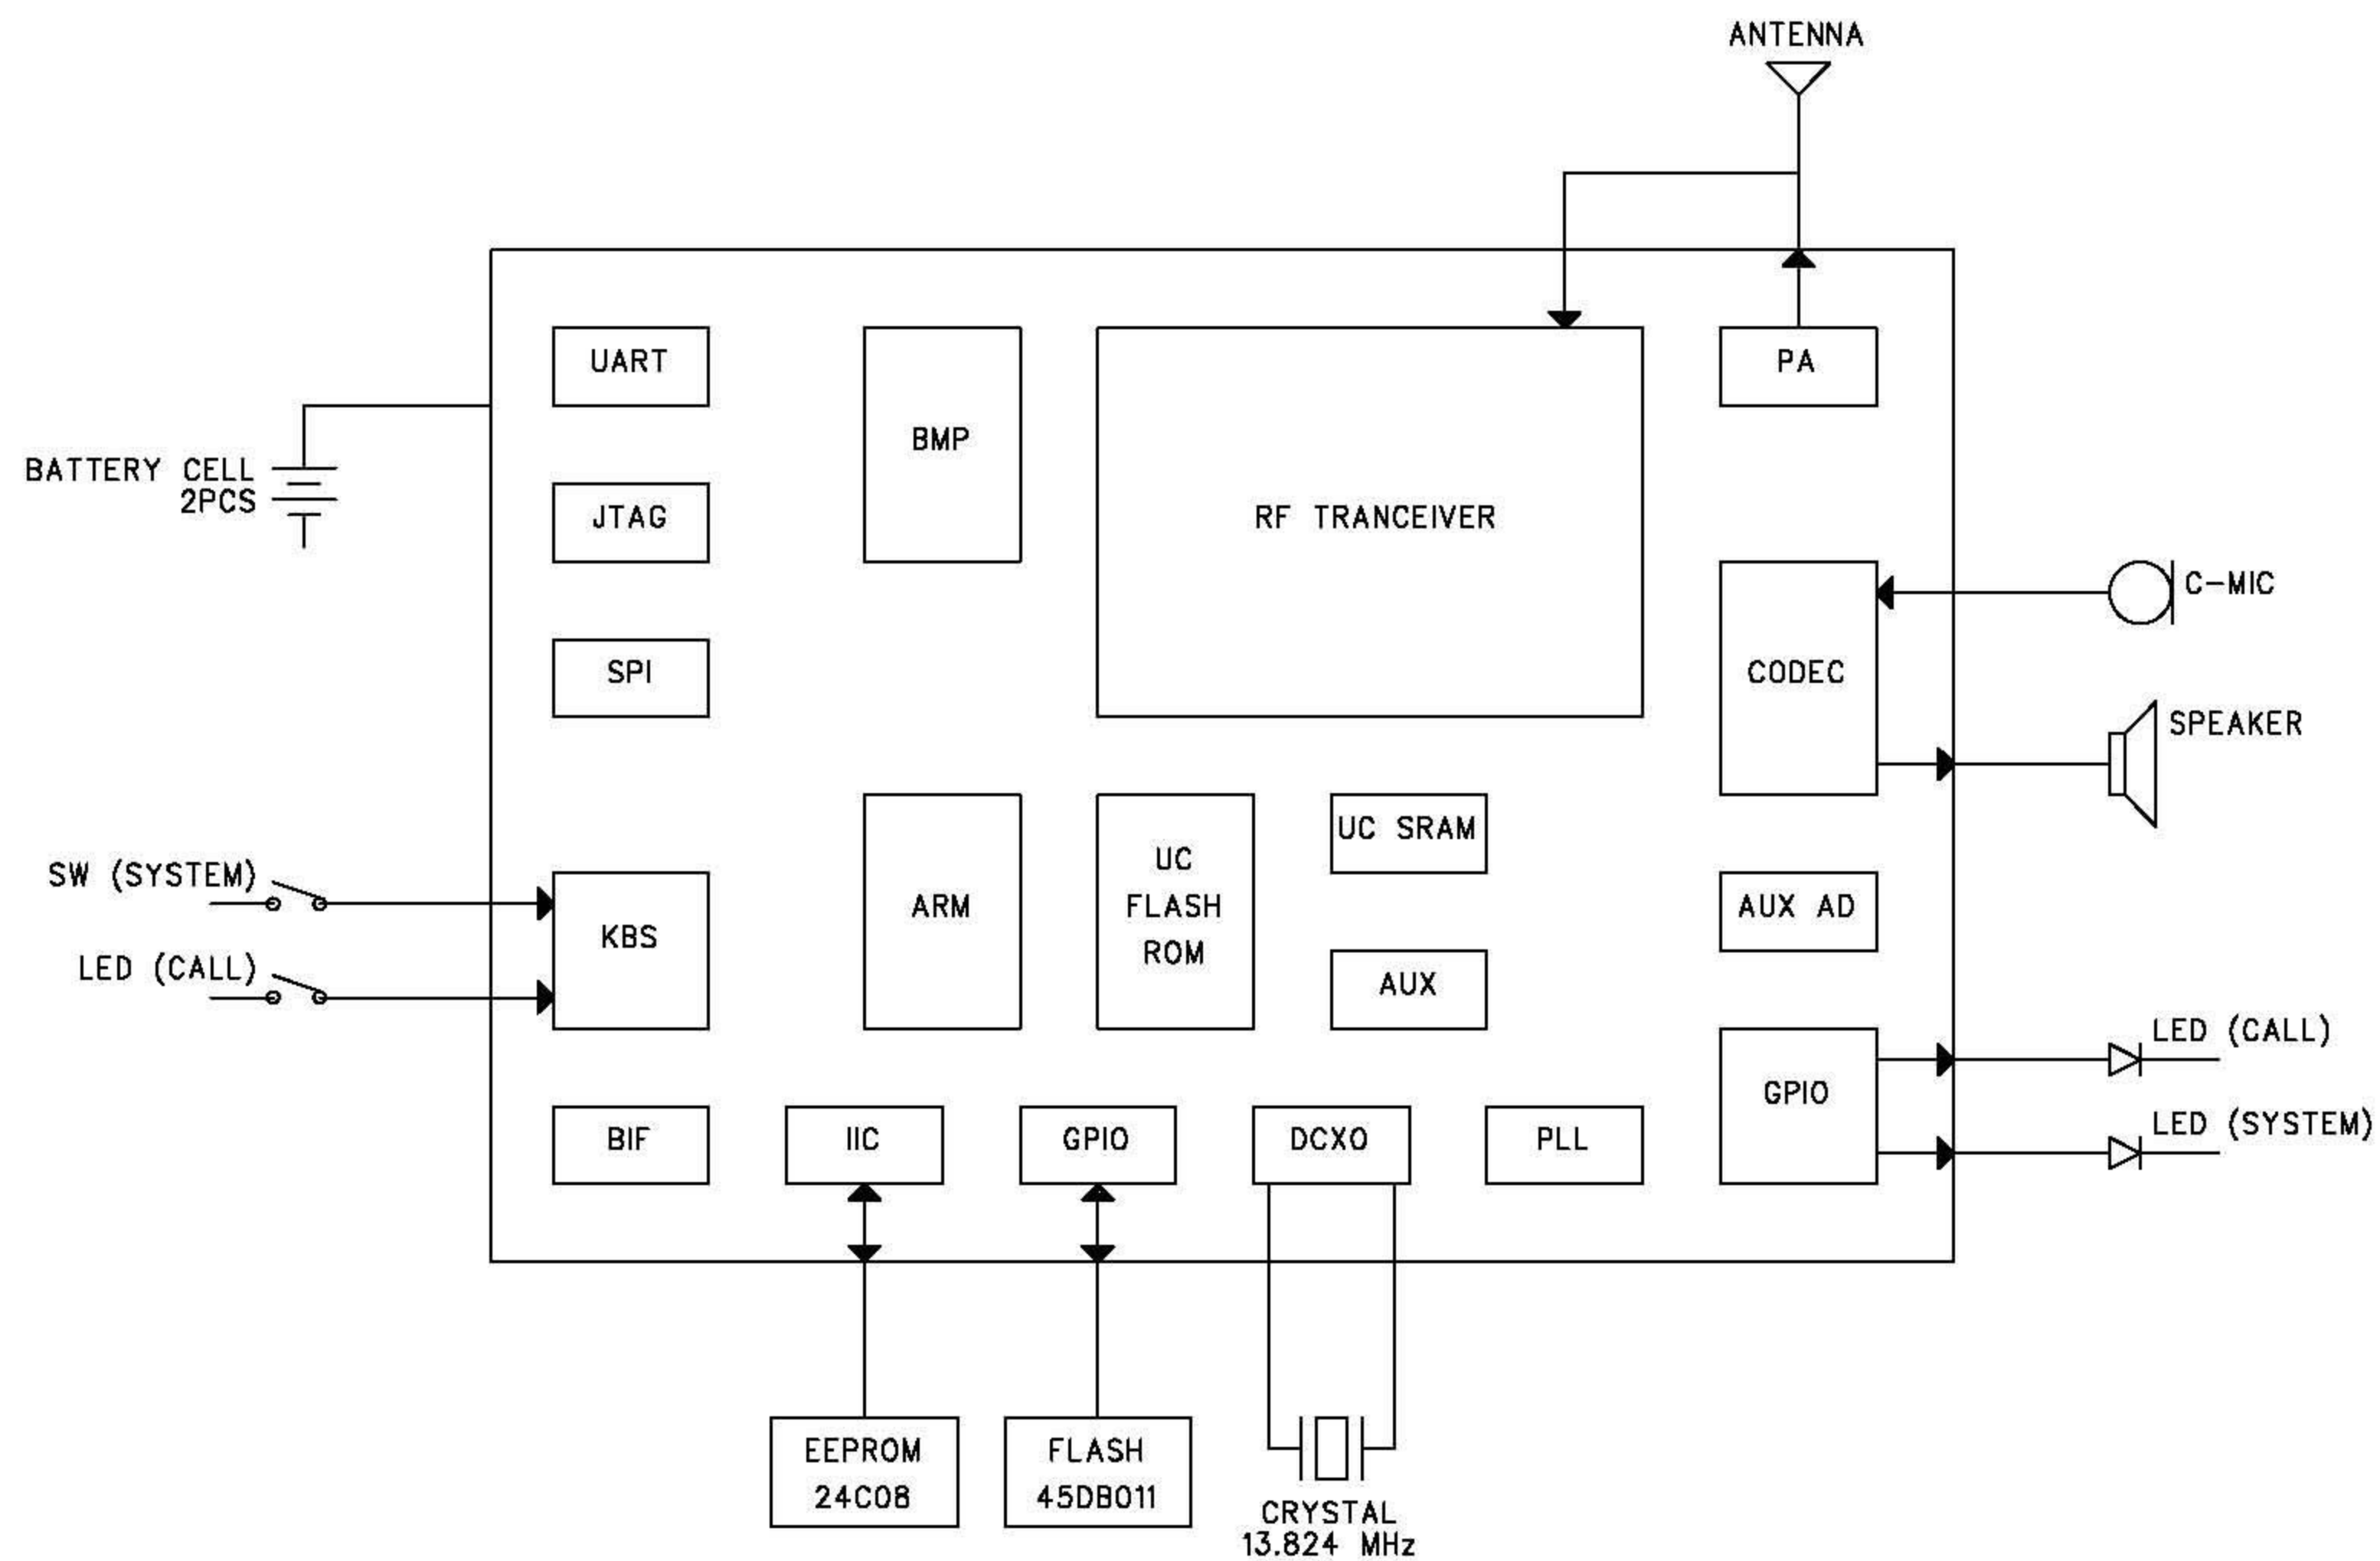 ANTENNA
UART
BMP
RF TRANCEIVER
PA
BATTERY CELL
2PCS
JTAG
SPI
CODEC
C-MIC
SPEAKER
SW (SYSTEM)
LED (CALL)
KBS
ARM
UC
FLASH
ROM
UC SRAM
AUX
AUX AD
GPIO
LED (CALL)
LED (SYSTEM)
BIF
IIC
GPIO
DCXO
PLL
EEPROM
24C08
FLASH
45DB011
CRYSTAL
13.824 MHz